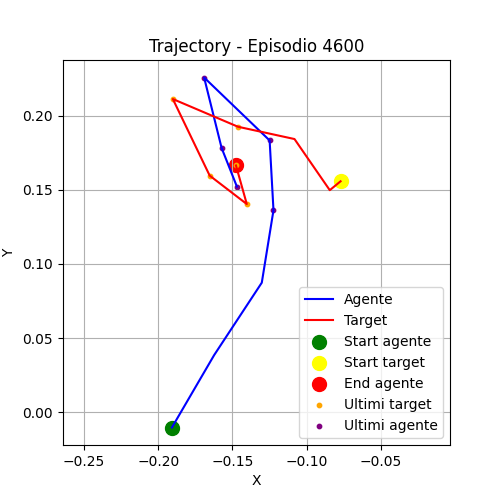 Trajectory - Episodio 4600
Y
0.20
0.15
0.10
0.05
0.00
Agente
Target
Start agente
Start target
End agente
Ultimi target
Ultimi agente
−0.25 −0.20 −0.15 −0.10 −0.05
X